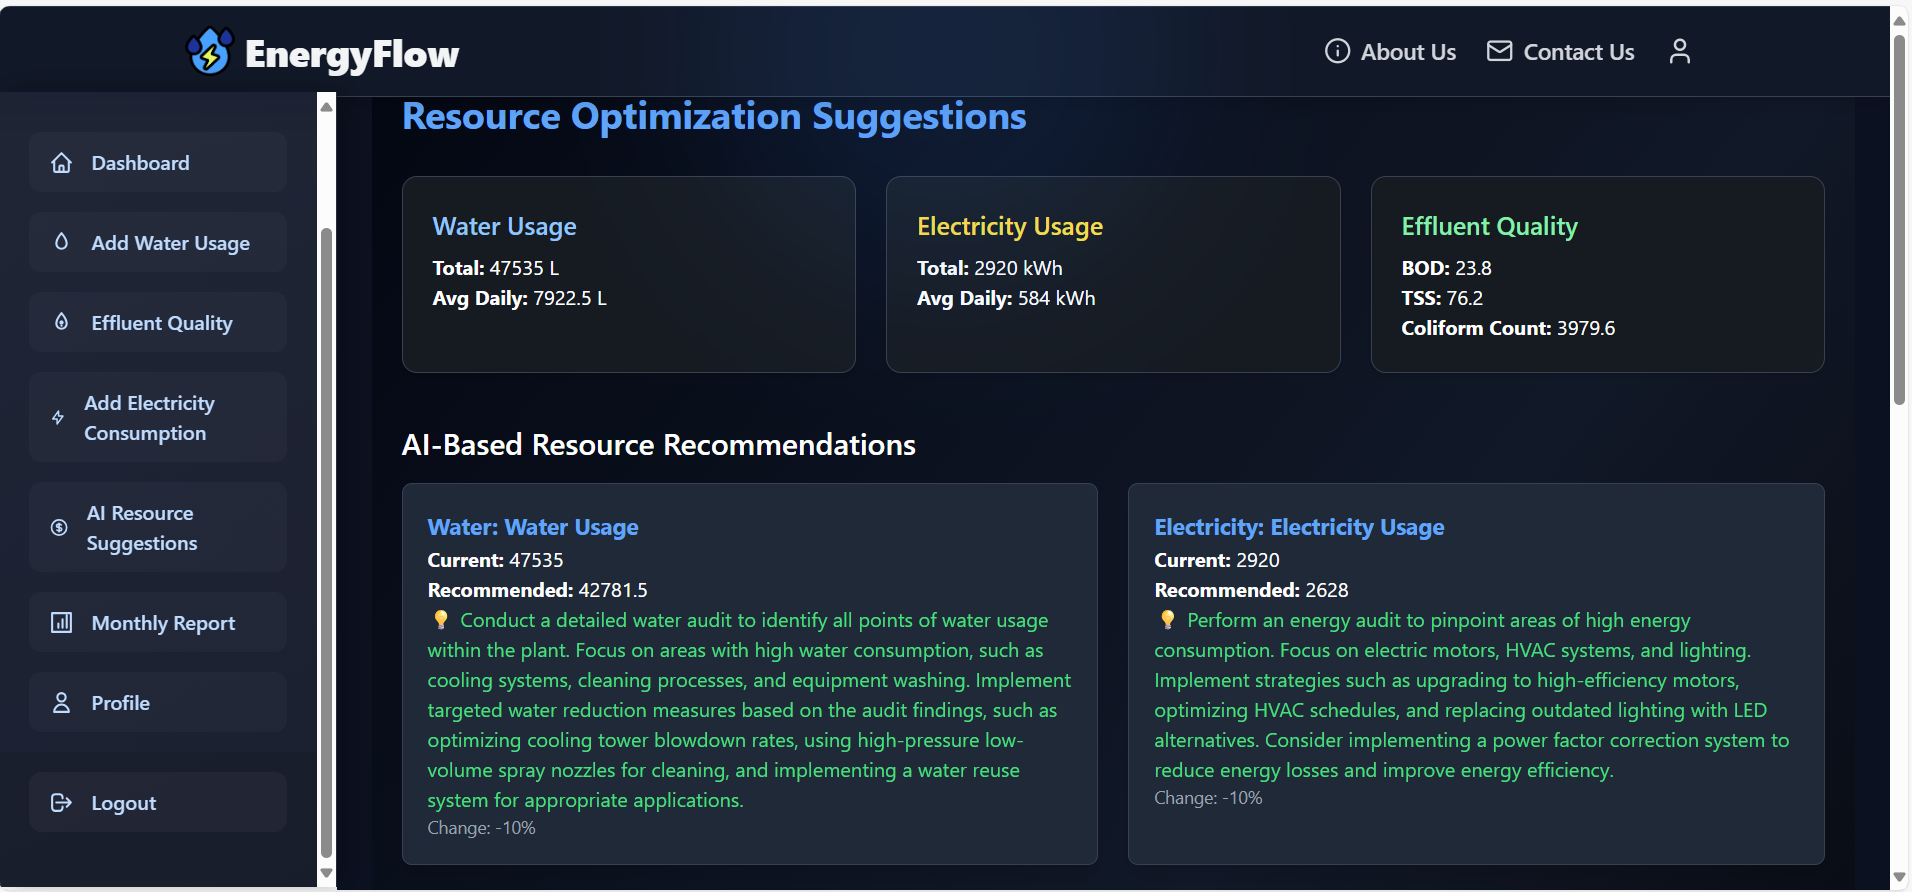 EnergyFlow
About Us
Contact Us
Dashboard
Add Water Usage
Effluent Quality
Add Electricity
Consumption
AI Resource
Suggestions
Monthly Report
Profile
Logout
Resource Optimization Suggestions
Water Usage
Total: 47535 L
Avg Daily: 7922.5 L
Electricity Usage
Total: 2920 kWh
Avg Daily: 584 kWh
Effluent Quality
BOD: 23.8
TSS: 76.2
Coliform Count: 3979.6
AI-Based Resource Recommendations
Water: Water Usage
Current: 47535
Recommended: 42781.5
💡 Conduct a detailed water audit to identify all points of water usage
within the plant. Focus on areas with high water consumption, such as
cooling systems, cleaning processes, and equipment washing. Implement
targeted water reduction measures based on the audit findings, such as
optimizing cooling tower blowdown rates, using high-pressure low-
volume spray nozzles for cleaning, and implementing a water reuse
system for appropriate applications.
Change: -10%
Electricity: Electricity Usage
Current: 2920
Recommended: 2628
💡 Perform an energy audit to pinpoint areas of high energy
consumption. Focus on electric motors, HVAC systems, and lighting.
Implement strategies such as upgrading to high-efficiency motors,
optimizing HVAC schedules, and replacing outdated lighting with LED
alternatives. Consider implementing a power factor correction system to
reduce energy losses and improve energy efficiency.
Change: -10%